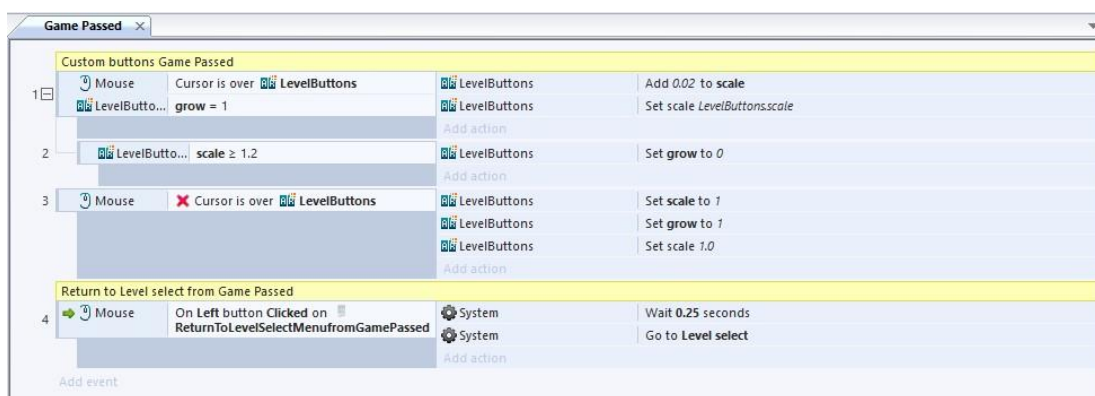 Game Passed
Custom buttons Game Passed
1 Mouse Cursor is over LevelButtons LevelButtons Add 0.02 to scale
LevelButto... grow = 1 LevelButtons Set scale LevelButtons.scale
Add action
2 LevelButto... scale ≥ 1.2 LevelButtons Set grow to 0
Add action
3 Mouse Cursor is over LevelButtons LevelButtons Set scale to 1
LevelButtons Set grow to 1
LevelButtons Set scale 1.0
Add action
Return to Level select from Game Passed
4 Mouse On Left button Clicked on System Wait 0.25 seconds
ReturnToLevelSelectMenufromGamePassed System Go to Level select
Add action
Add event